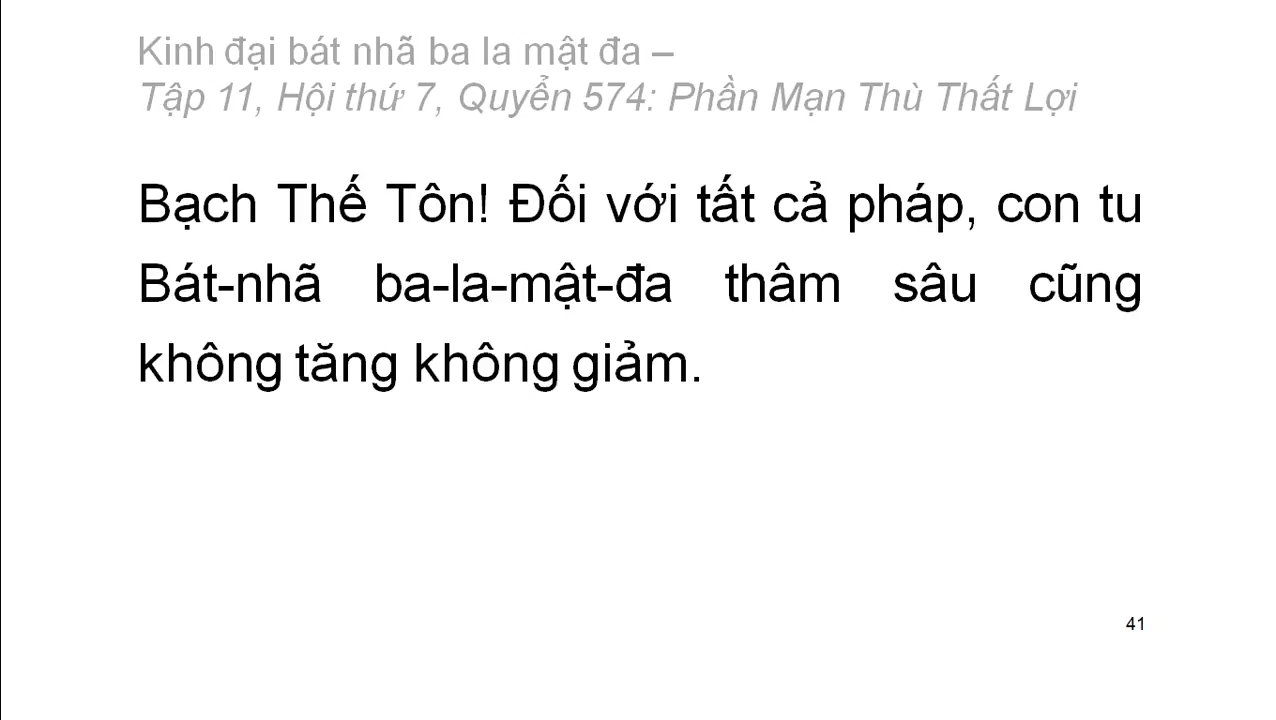 Kinh đại bát nhã ba la mật đa –
Tập 11, Hội thứ 7, Quyển 574: Phần Mạn Thù Thất Lợi
Bạch Thế Tôn! Đối với tất cả pháp, con tu
Bát-nhã ba-la-mật-đa thâm sâu cũng
không tăng không giảm.
41